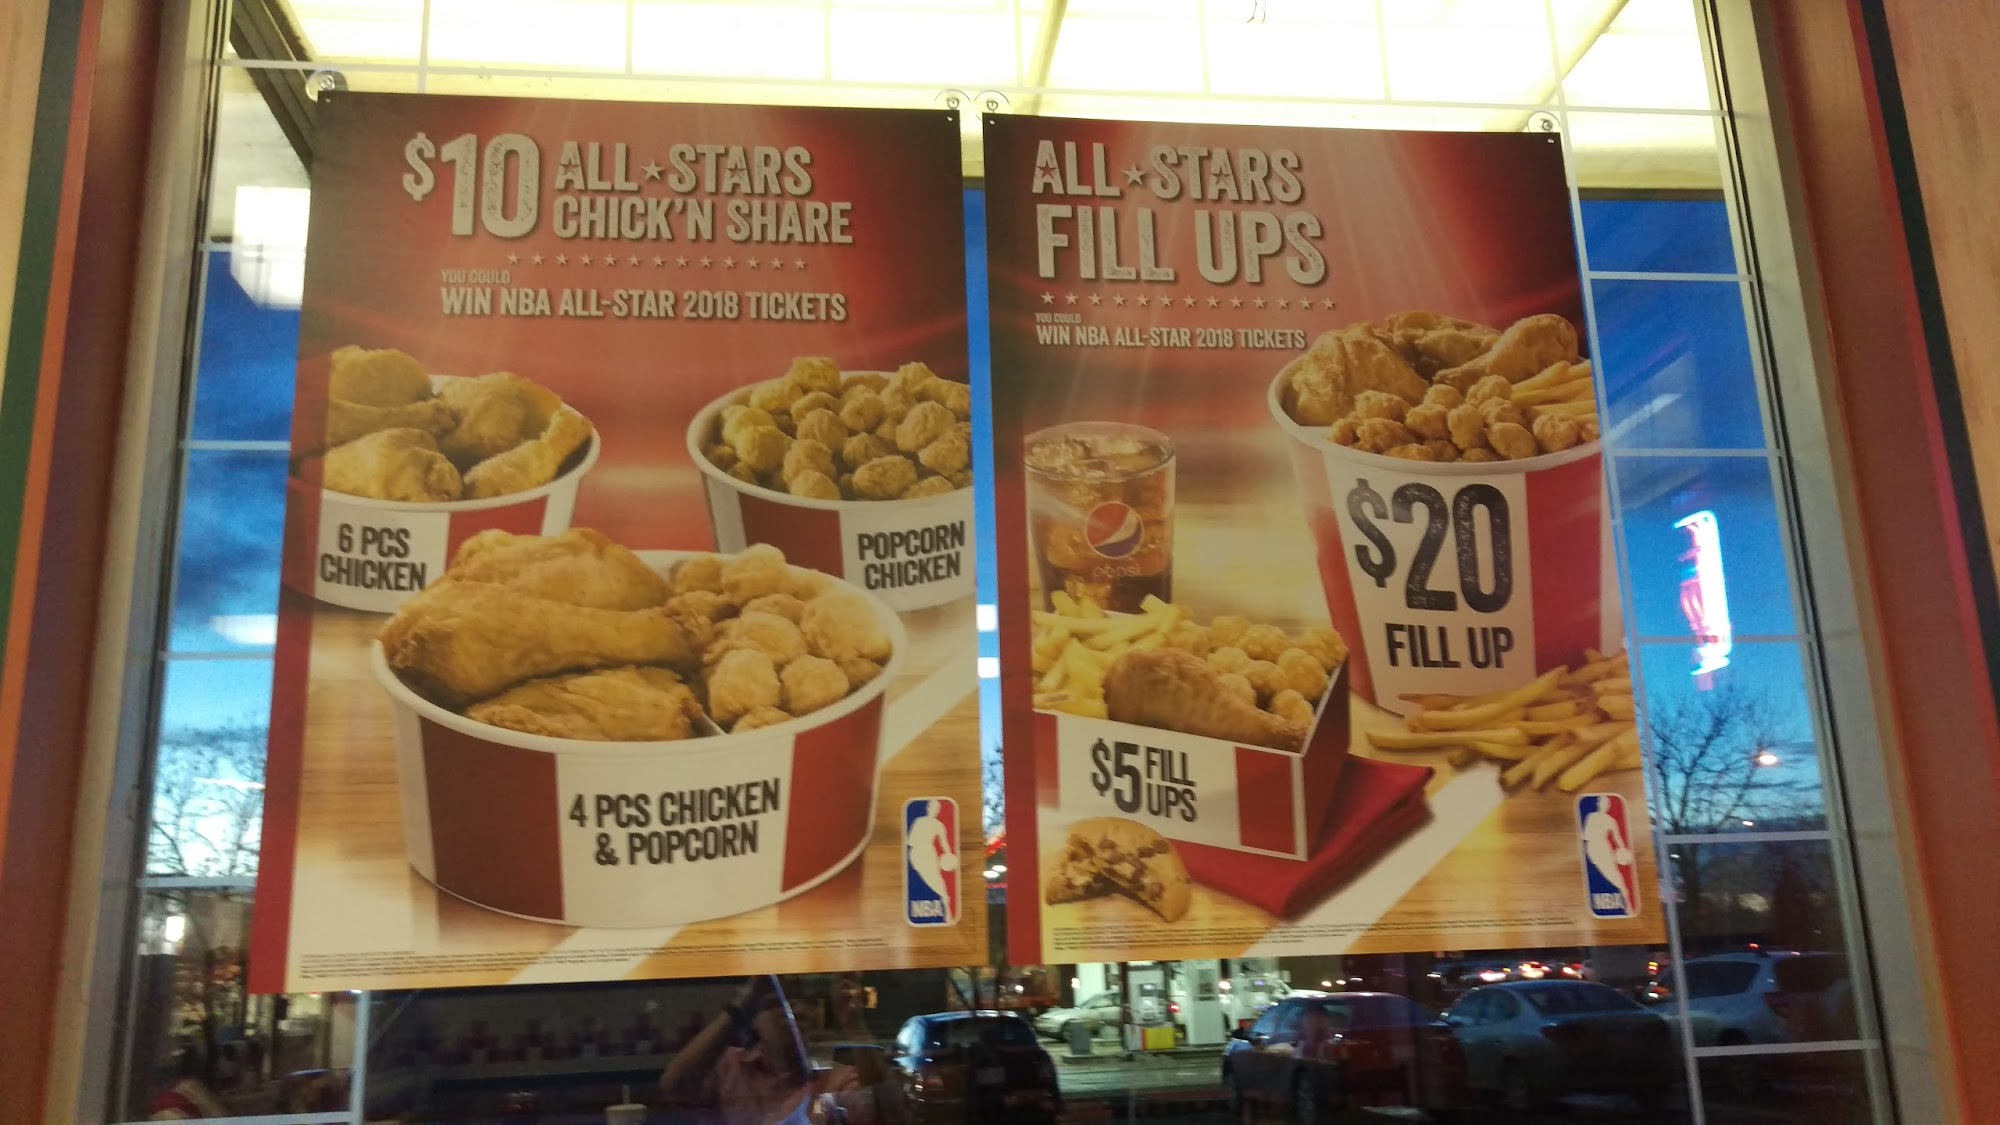 $10 ALL★STARS
CHICK'N SHARE
YOU COULD
WIN NBA ALL-STAR 2018 TICKETS
6 PCS
CHICKEN
POPCORN
CHICKEN
4 PCS CHICKEN
& POPCORN
NBA
ALL★STARS
FILL UPS
YOU COULD
WIN NBA ALL-STAR 2018 TICKETS
pepsi
$20
FILL UP
$5 FILL
UPS
NBA